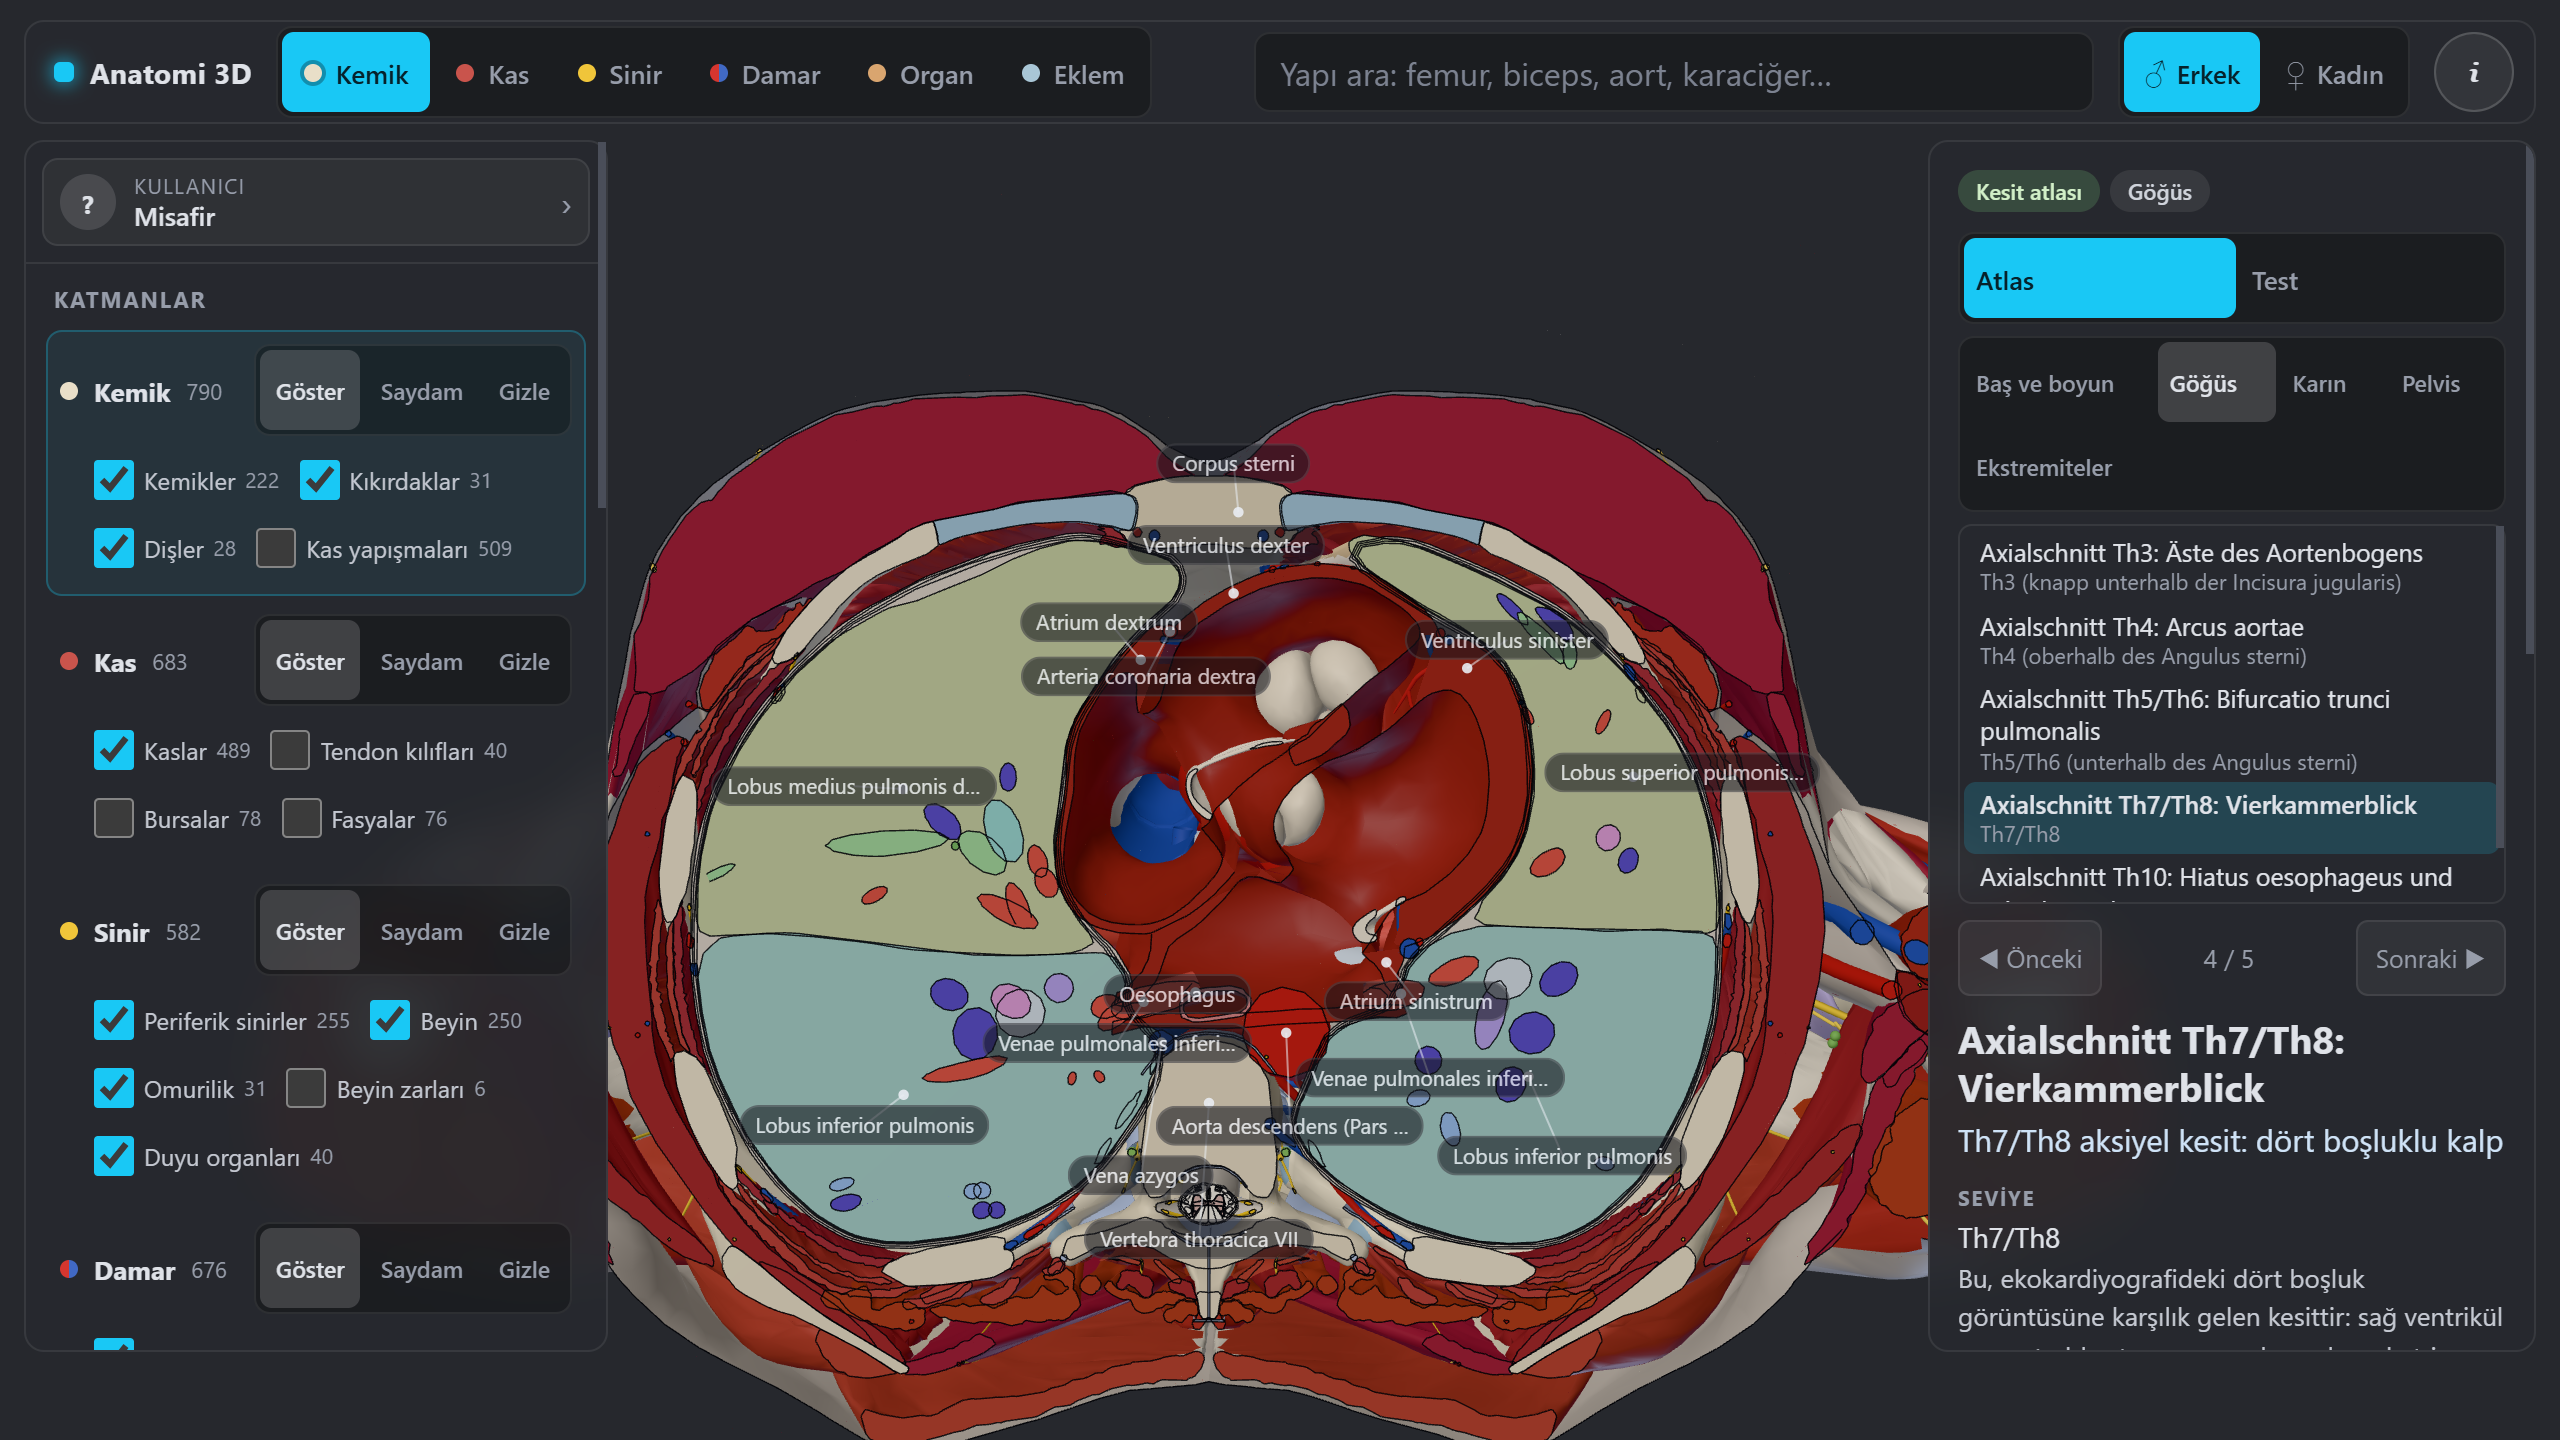 Anatomi 3D
Kemik
Kas
Sinir
Damar
Organ
Eklem
Yapı ara: femur, biceps, aort, karaciğer...
Erkek
Kadın
i
?
KULLANICI
Misafir
KATMANLAR
Kemik 790 Göster Saydam Gizle
Kemikler 222 Kıkırdaklar 31
Dişler 28 Kas yapışmaları 509
Kas 683 Göster Saydam Gizle
Kaslar 489 Tendon kılıfları 40
Bursalar 78 Fasyalar 76
Sinir 582 Göster Saydam Gizle
Periferik sinirler 255 Beyin 250
Omurilik 31 Beyin zarları 6
Duyu organları 40
Damar 676 Göster Saydam Gizle
Corpus sterni
Ventriculus dexter
Atrium dextrum
Ventriculus sinister
Arteria coronaria dextra
Lobus medius pulmonis d...
Lobus superior pulmonis...
Oesophagus
Atrium sinistrum
Venae pulmonales inferi...
Venae pulmonales inferi...
Lobus inferior pulmonis
Aorta descendens (Pars ...
Lobus inferior pulmonis
Vena azygos
Vertebra thoracica VII
Kesit atlası
Göğüs
Atlas
Test
Baş ve boyun
Göğüs
Karın
Pelvis
Ekstremiteler
Axialschnitt Th3: Äste des Aortenbogens
Th3 (knapp unterhalb der Incisura jugularis)
Axialschnitt Th4: Arcus aortae
Th4 (oberhalb des Angulus sterni)
Axialschnitt Th5/Th6: Bifurcatio trunci
pulmonalis
Th5/Th6 (unterhalb des Angulus sterni)
Axialschnitt Th7/Th8: Vierkammerblick
Th7/Th8
Axialschnitt Th10: Hiatus oesophageus und
Önceki
4 / 5
Sonraki
Axialschnitt Th7/Th8:
Vierkammerblick
Th7/Th8 aksiyel kesit: dört boşluklu kalp
SEVİYE
Th7/Th8
Bu, ekokardiyografideki dört boşluk
görüntüsüne karşılık gelen kesittir: sağ ventrikül